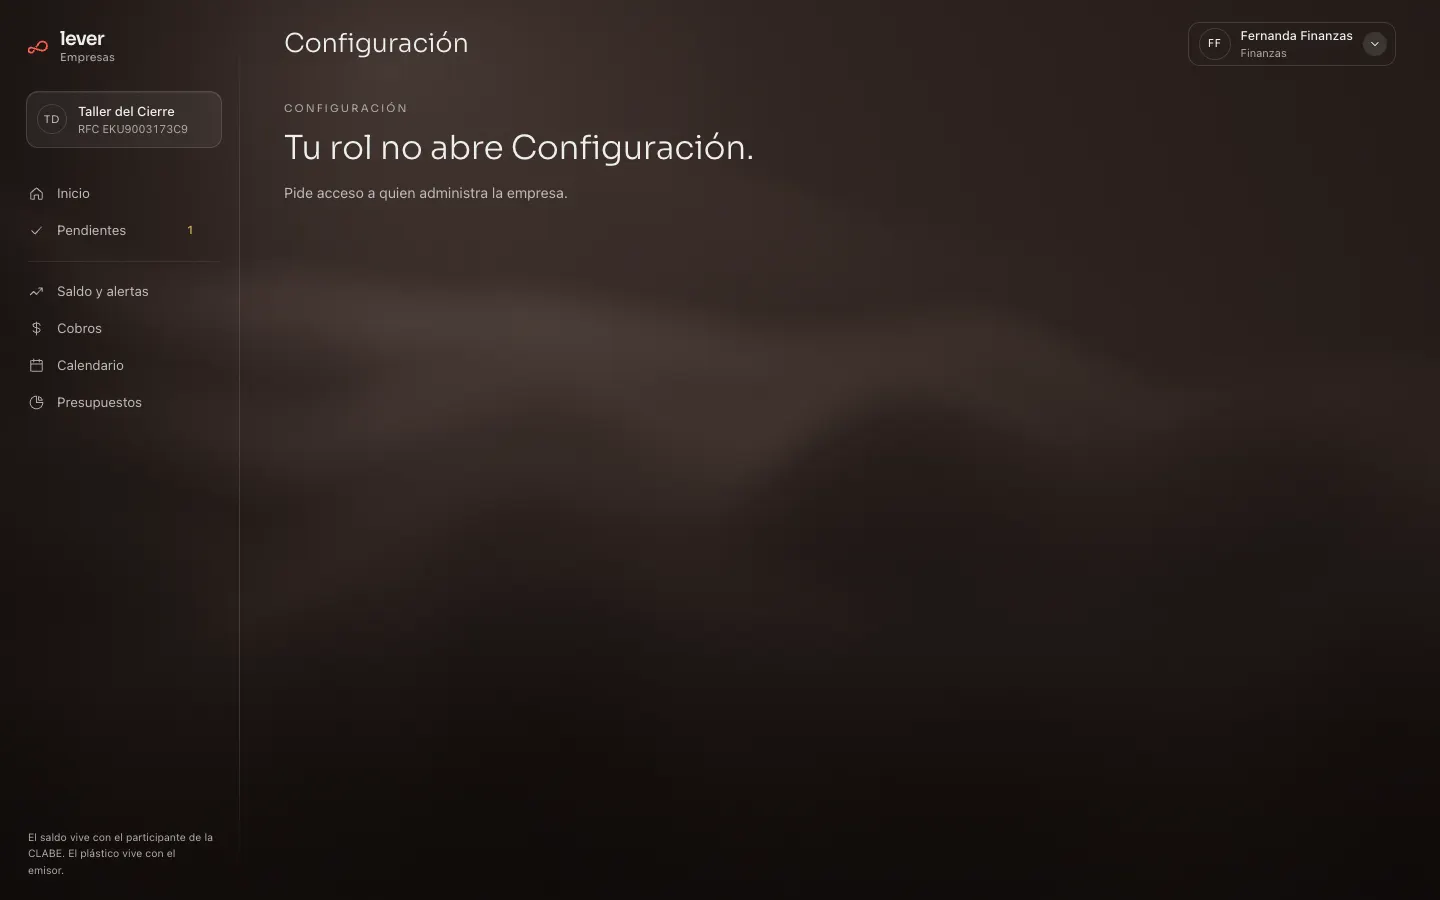 lever
Empresas
TD
Taller del Cierre
RFC EKU9003173C9
Inicio
Pendientes 1
Saldo y alertas
Cobros
Calendario
Presupuestos
El saldo vive con el participante de la
CLABE. El plástico vive con el
emisor.
Configuración
FF
Fernanda Finanzas
Finanzas
CONFIGURACIÓN
Tu rol no abre Configuración.
Pide acceso a quien administra la empresa.